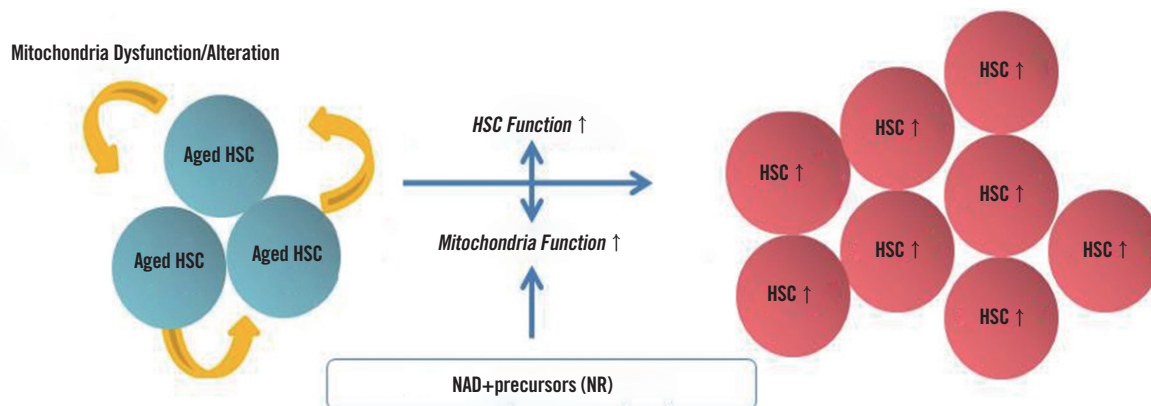 Mitochondria Dysfunction/Alteration
Aged HSC
Aged HSC
Aged HSC
HSC Function ↑
Mitochondria Function ↑
NAD+precursors (NR)
HSC ↑
HSC ↑
HSC ↑
HSC ↑
HSC ↑
HSC ↑
HSC ↑
HSC ↑